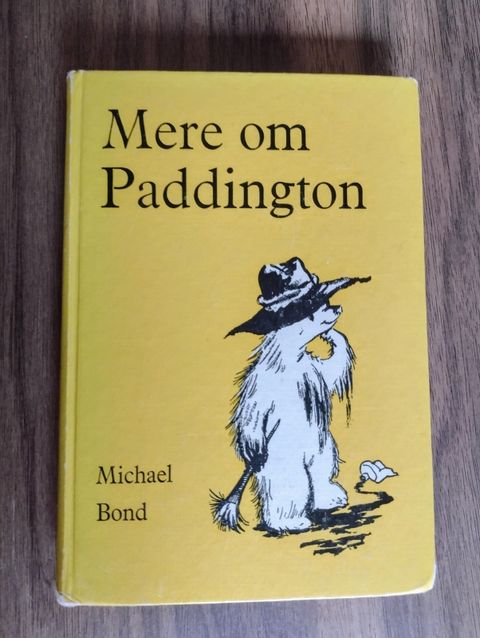 Mere om
Paddington
Michael
Bond